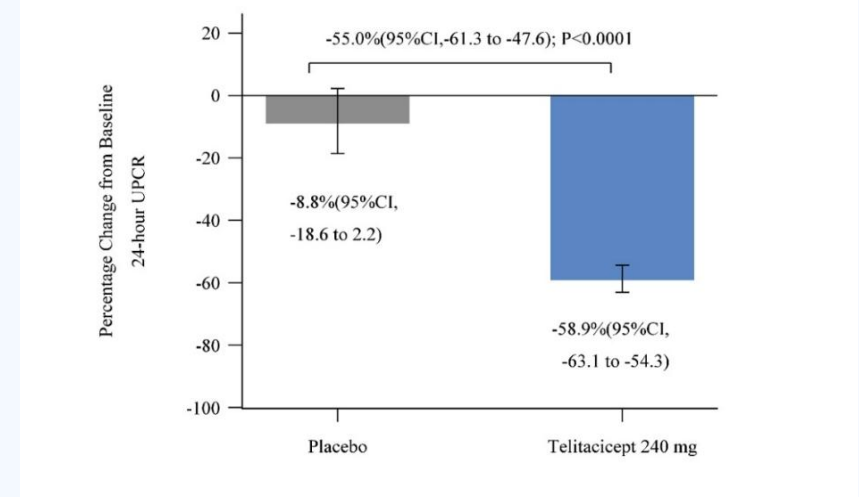 20
-55.0%(95%CI,-61.3 to -47.6); P<0.0001
0
-20
-40
-60
-80
-100
Percentage Change from Baseline
24-hour UPCR
-8.8%(95%CI,
-18.6 to 2.2)
-58.9%(95%CI,
-63.1 to -54.3)
Placebo
Telitacicept 240 mg